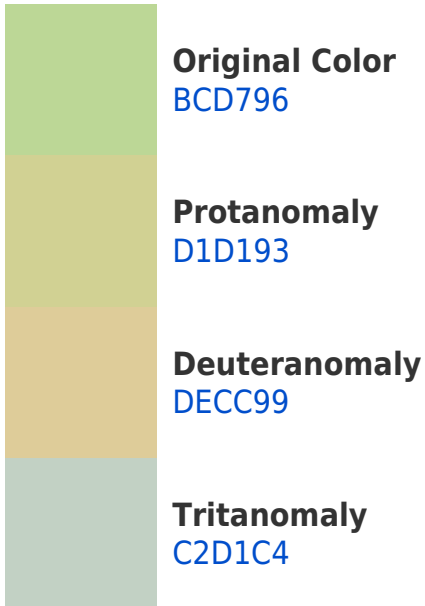 Original Color
BCD796
Protanomaly
D1D193
Deuteranomaly
DECC99
Tritanomaly
C2D1C4